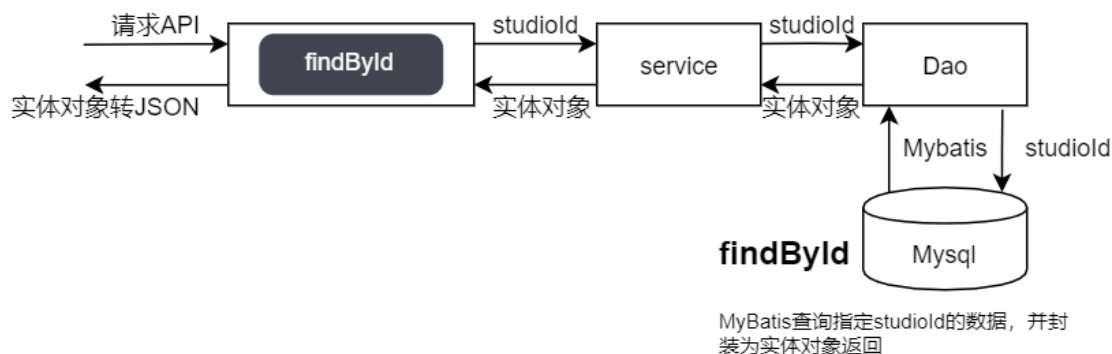 请求API
studioId
studioId
findById
service
Dao
实体对象转JSON
实体对象
实体对象
Mybatis
studioId
findById
Mysql
MyBatis查询指定studioId的数据，并封
装为实体对象返回